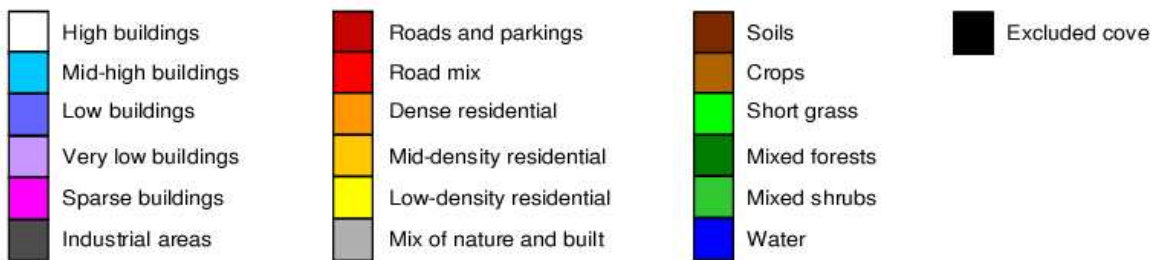 High buildings
Mid-high buildings
Low buildings
Very low buildings
Sparse buildings
Industrial areas
Roads and parkings
Road mix
Dense residential
Mid-density residential
Low-density residential
Mix of nature and built
Soils
Crops
Short grass
Mixed forests
Mixed shrubs
Water
Excluded cove